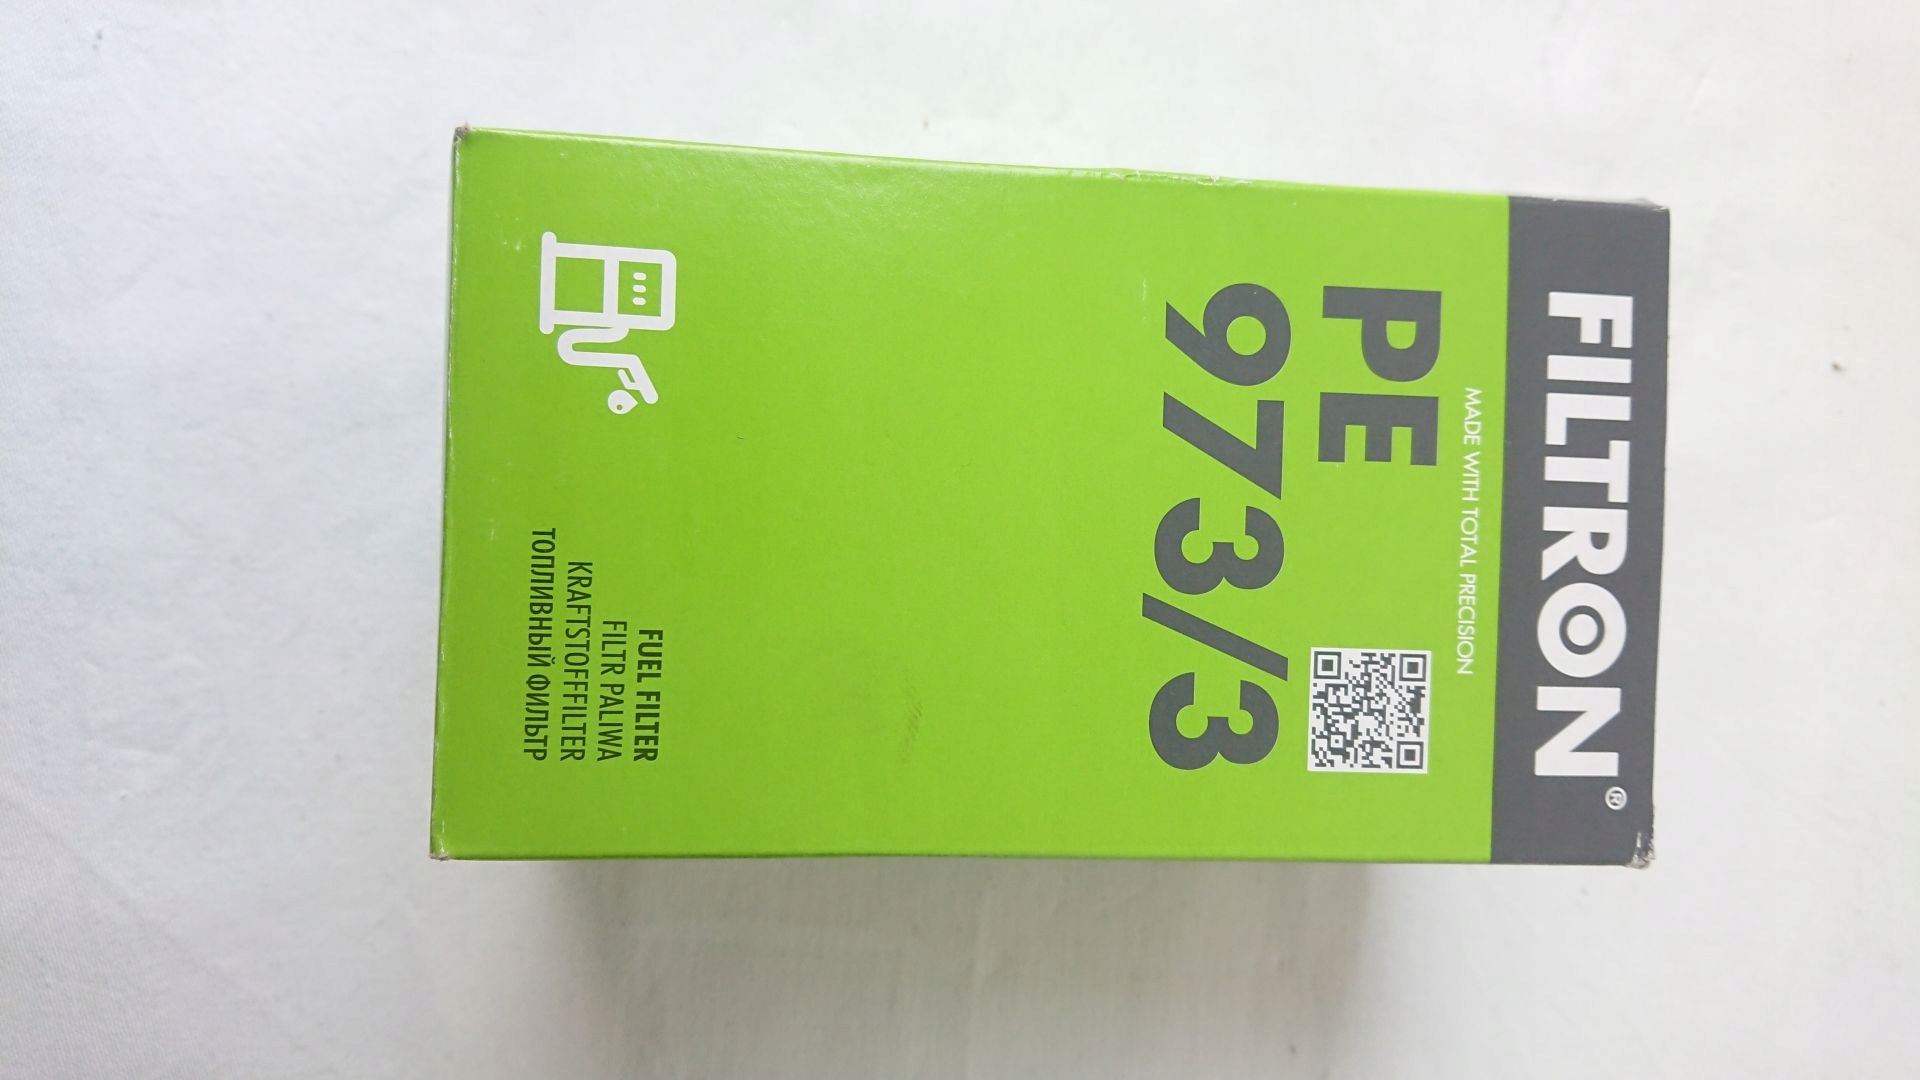 FILTRON®
MADE WITH TOTAL PRECISION
PE
973/3
FUEL FILTER
FILTR PALIWA
KRAFTSTOFFFILTER
ТОПЛИВНЫЙ ФИЛЬТР